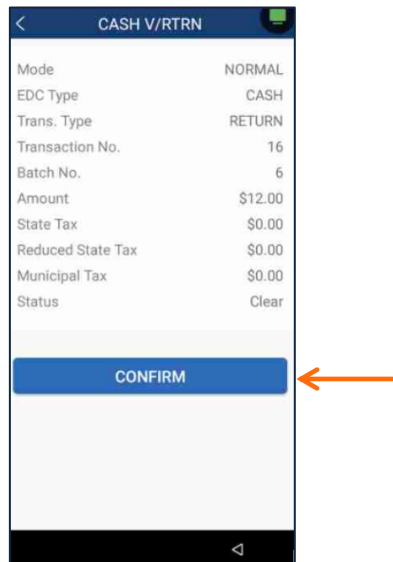 CASH V/RTRN
Mode NORMAL
EDC Type CASH
Trans. Type RETURN
Transaction No. 16
Batch No. 6
Amount $12.00
State Tax $0.00
Reduced State Tax $0.00
Municipal Tax $0.00
Status Clear
CONFIRM